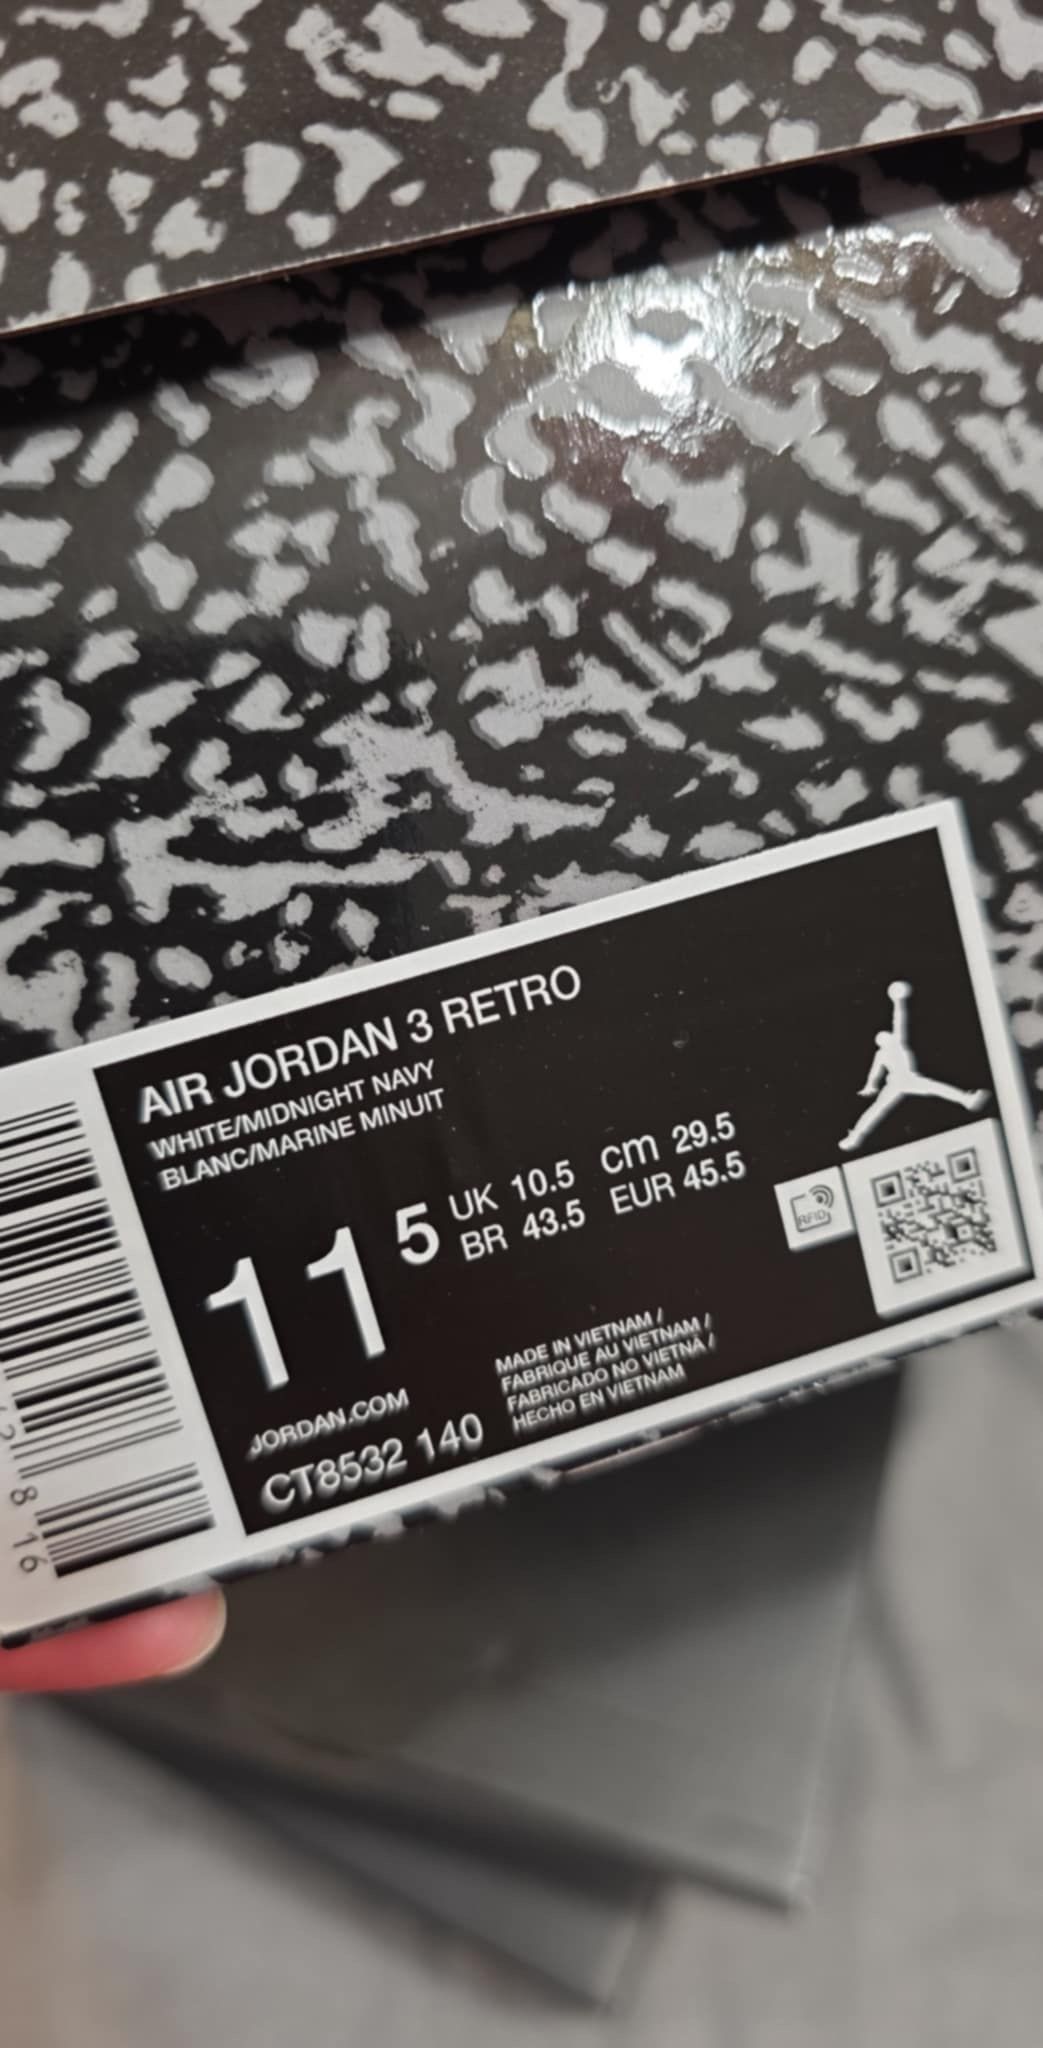 AIR JORDAN 3 RETRO
WHITE/MIDNIGHT NAVY
BLANC/MARINE MINUIT
11 5
UK 10.5 cm 29.5
BR 43.5 EUR 45.5
RFID
MADE IN VIETNAM /
FABRIQUE AU VIETNAM /
FABRICADO NO VIETNÃ /
HECHO EN VIETNAM
JORDAN.COM
CT8532 140
8 16